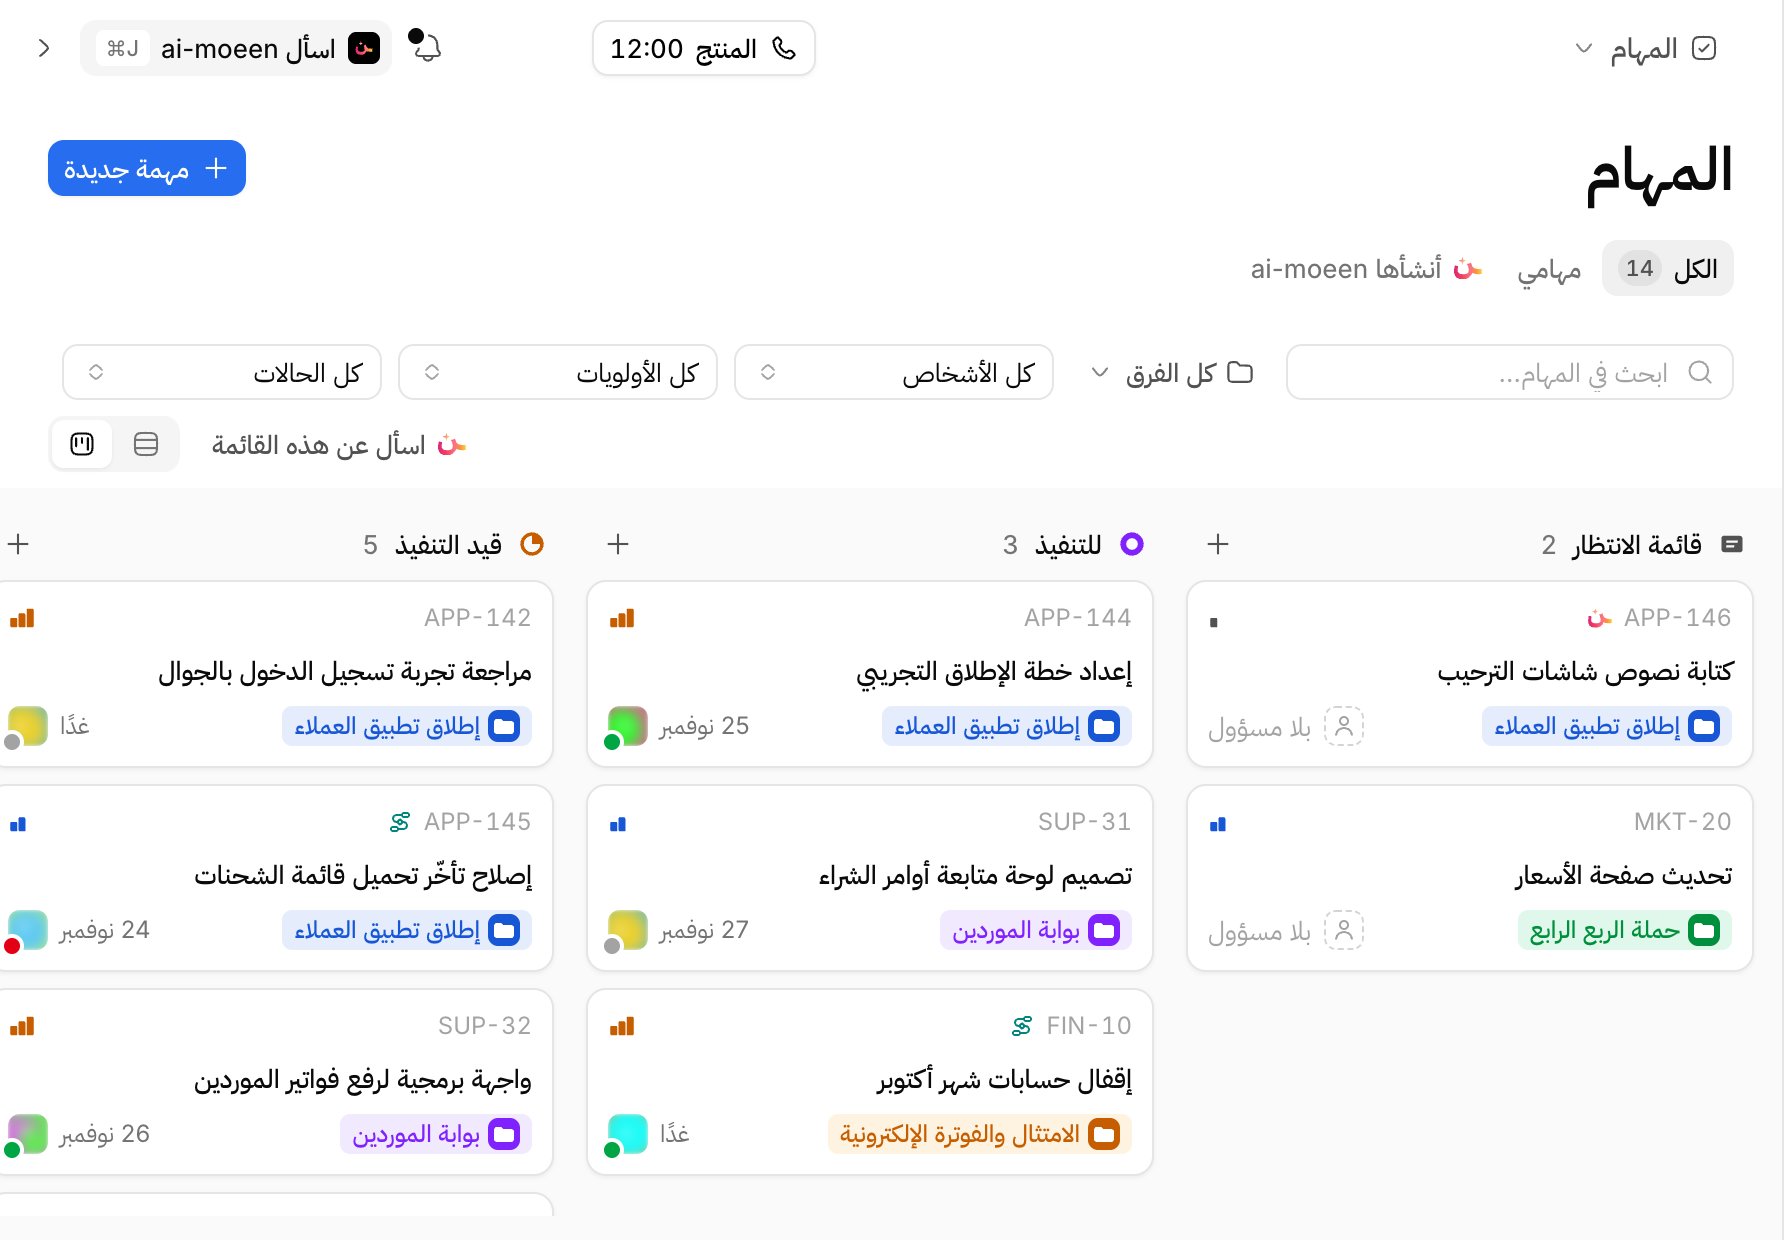 المهام
المنتج 12:00
اسأل ai-moeen
⌘J
المهام
مهمة جديدة
الكل 14
مهامي
أنشأها ai-moeen
ابحث في المهام...
كل الفرق
كل الأشخاص
كل الأولويات
كل الحالات
اسأل عن هذه القائمة
قائمة الانتظار 2
APP-146
كتابة نصوص شاشات الترحيب
إطلاق تطبيق العملاء
بلا مسؤول
MKT-20
تحديث صفحة الأسعار
حملة الربع الرابع
بلا مسؤول
للتنفيذ 3
APP-144
إعداد خطة الإطلاق التجريبي
إطلاق تطبيق العملاء
25 نوفمبر
SUP-31
تصميم لوحة متابعة أوامر الشراء
بوابة الموردين
27 نوفمبر
FIN-10
إقفال حسابات شهر أكتوبر
الامتثال والفوترة الإلكترونية
غدًا
قيد التنفيذ 5
APP-142
مراجعة تجربة تسجيل الدخول بالجوال
إطلاق تطبيق العملاء
غدًا
APP-145
إصلاح تأخّر تحميل قائمة الشحنات
إطلاق تطبيق العملاء
24 نوفمبر
SUP-32
واجهة برمجية لرفع فواتير الموردين
بوابة الموردين
26 نوفمبر